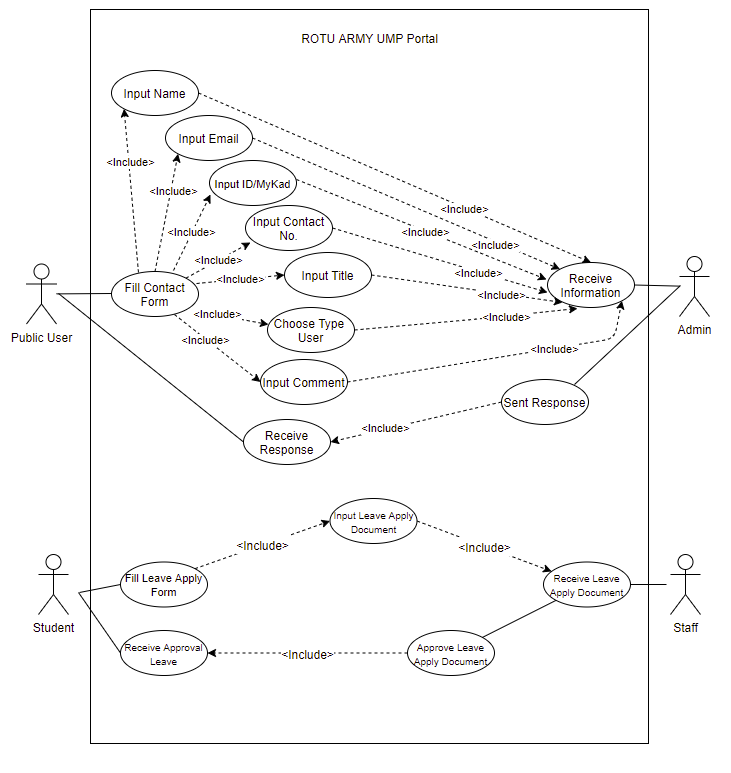 ROTU ARMY UMP Portal
Input Name
Input Email
<Include>
Input ID/MyKad
<Include>
<Include>
Input Contact
No.
<Include>
<Include>
<Include>
Input Title
<Include>
<Include>
Receive
Information
Fill Contact
Form
<Include>
<Include>
Choose Type
User
<Include>
<Include>
Public User
Admin
<Include>
<Include>
Input Comment
Sent Response
<Include>
Receive
Response
Input Leave Apply
Document
<Include>
<Include>
Fill Leave Apply
Form
Receive Leave
Apply Document
Student
Staff
Receive Approval
Leave
<Include>
Approve Leave
Apply Document